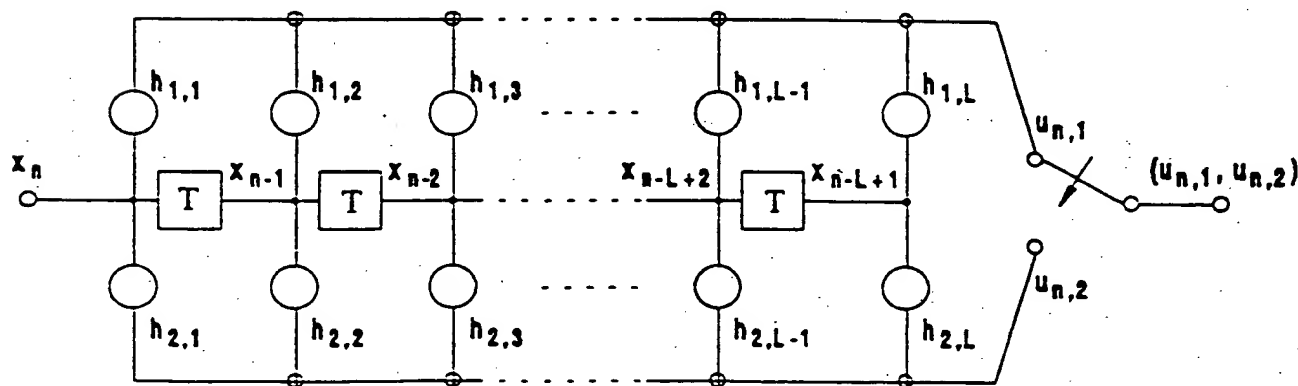 h1,1 h1,2 h1,3 h1,L-1 h1,L
un,1
xn T xn-1 T xn-2 xn-L+2 T xn-L+1 (un,1, un,2)
un,2
h2,1 h2,2 h2,3 h2,L-1 h2,L